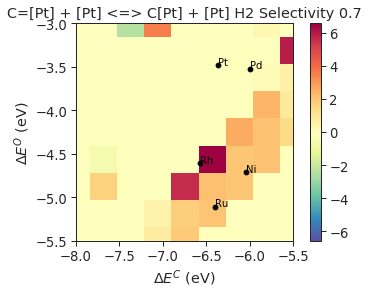 C=[Pt] + [Pt] <=> C[Pt] + [Pt] H2 Selectivity 0.7
−3.0
−3.5
−4.0
−4.5
−5.0
−5.5
ΔE^O (eV)
Pt
Pd
Rh
Ni
Ru
−8.0 −7.5 −7.0 −6.5 −6.0 −5.5
ΔE^C (eV)
6
4
2
0
−2
−4
−6